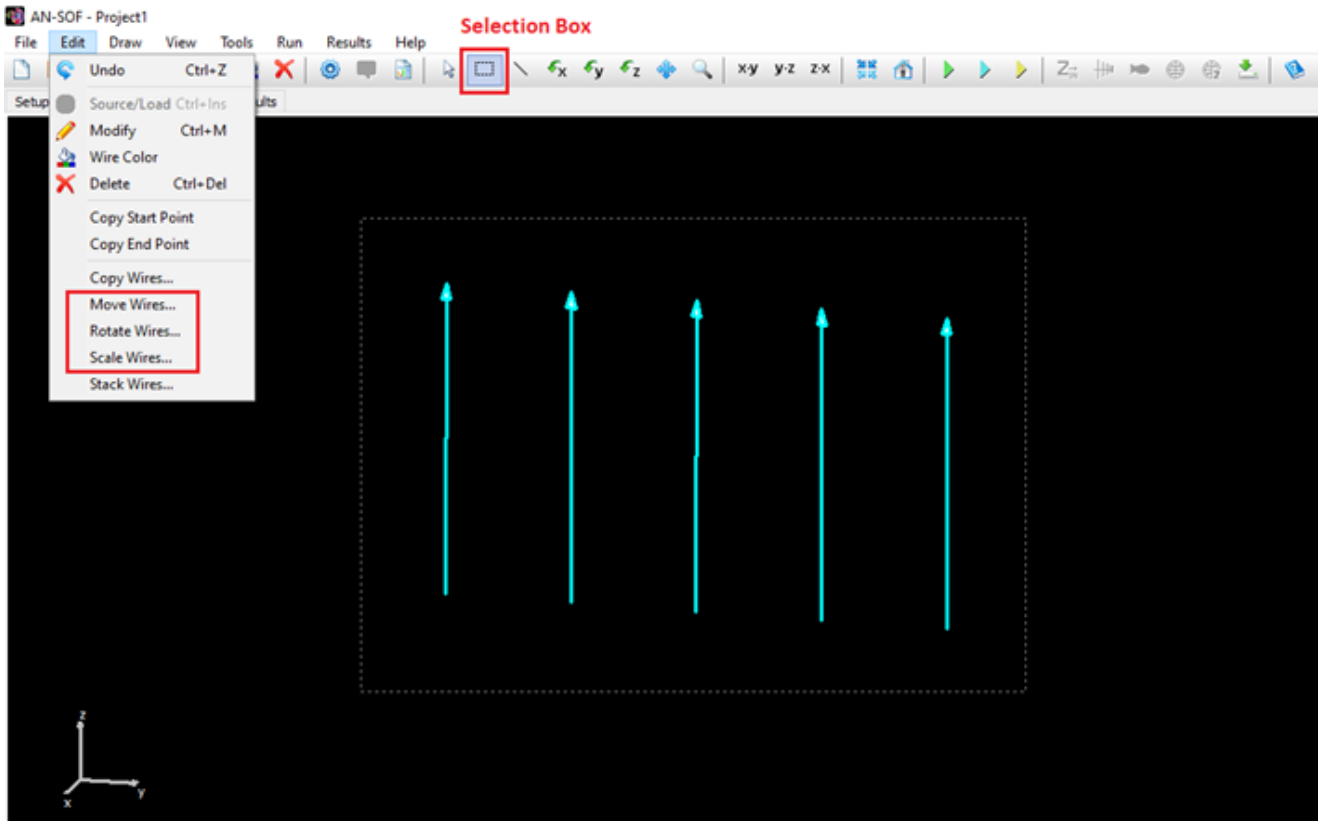 AN-SOF - Project1
Selection Box
File Edit Draw View Tools Run Results Help
x-y y-z z-x
Undo Ctrl+Z
Setup
Source/Load Ctrl+Ins
Modify Ctrl+M
Wire Color
Delete Ctrl+Del
Copy Start Point
Copy End Point
Copy Wires...
Move Wires...
Rotate Wires...
Scale Wires...
Stack Wires...
z
y
x